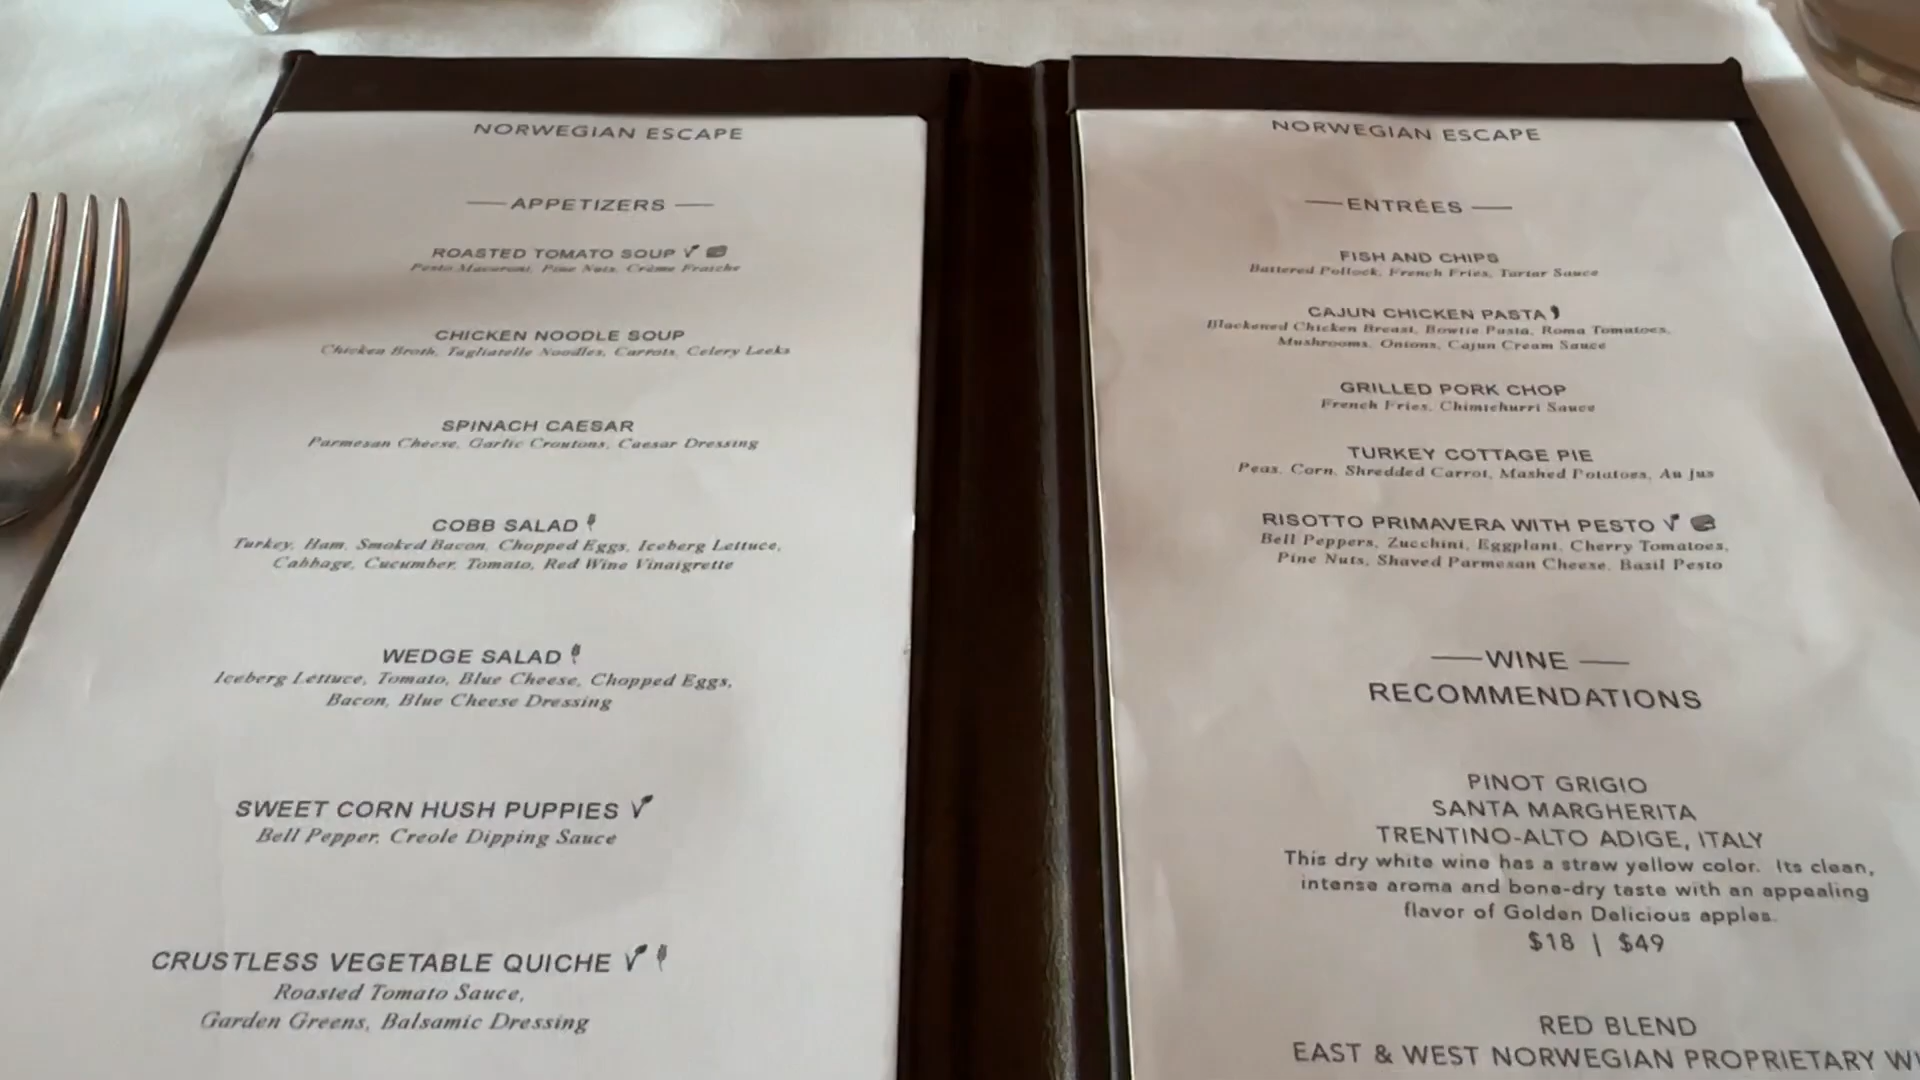 NORWEGIAN ESCAPE
APPETIZERS
ROASTED TOMATO SOUP
Pesto Macaroni, Pine Nuts, Crème Fraîche
CHICKEN NOODLE SOUP
Chicken Broth, Tagliatelle Noodles, Carrots, Celery Leeks
SPINACH CAESAR
Parmesan Cheese, Garlic Croutons, Caesar Dressing
COBB SALAD
Turkey, Ham, Smoked Bacon, Chopped Eggs, Iceberg Lettuce,
Cabbage, Cucumber, Tomato, Red Wine Vinaigrette
WEDGE SALAD
Iceberg Lettuce, Tomato, Blue Cheese, Chopped Eggs,
Bacon, Blue Cheese Dressing
SWEET CORN HUSH PUPPIES
Bell Pepper, Creole Dipping Sauce
CRUSTLESS VEGETABLE QUICHE
Roasted Tomato Sauce,
Garden Greens, Balsamic Dressing
NORWEGIAN ESCAPE
ENTRÉES
FISH AND CHIPS
Battered Pollock, French Fries, Tartar Sauce
CAJUN CHICKEN PASTA
Blackened Chicken Breast, Bowtie Pasta, Roma Tomatoes,
Mushrooms, Onions, Cajun Cream Sauce
GRILLED PORK CHOP
French Fries, Chimichurri Sauce
TURKEY COTTAGE PIE
Peas, Corn, Shredded Carrot, Mashed Potatoes, Au Jus
RISOTTO PRIMAVERA WITH PESTO
Bell Peppers, Zucchini, Eggplant, Cherry Tomatoes,
Pine Nuts, Shaved Parmesan Cheese, Basil Pesto
WINE
RECOMMENDATIONS
PINOT GRIGIO
SANTA MARGHERITA
TRENTINO-ALTO ADIGE, ITALY
This dry white wine has a straw yellow color. Its clean,
intense aroma and bone-dry taste with an appealing
flavor of Golden Delicious apples.
$18 | $49
RED BLEND
EAST & WEST NORWEGIAN PROPRIETARY